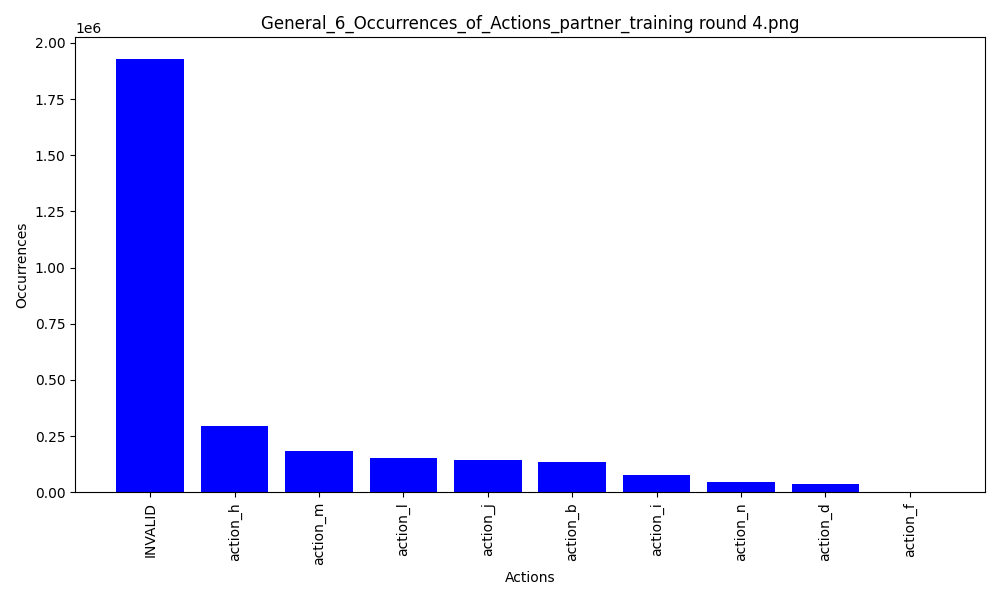 General_6_Occurrences_of_Actions_partner_training round 4.png
1e6
2.00
1.75
1.50
1.25
1.00
0.75
0.50
0.25
0.00
Occurrences
INVALID
action_h
action_m
action_l
action_j
action_b
action_i
action_n
action_d
action_f
Actions